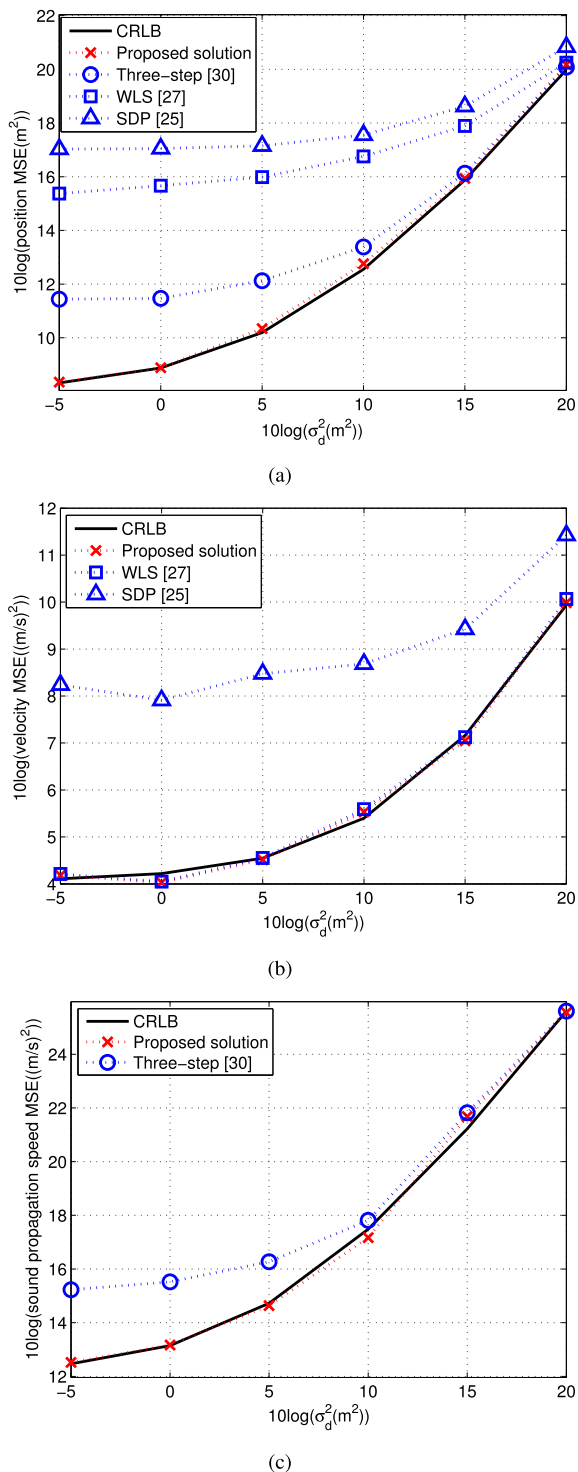 22
CRLB
Proposed solution
Three−step [30]
WLS [27]
SDP [25]
20
18
16
14
12
10
10log(position MSE(m²))
−5 0 5 10 15 20
10log(σ²d(m²))
(a)
12
CRLB
Proposed solution
WLS [27]
SDP [25]
11
10
9
8
7
6
5
4
10log(velocity MSE((m/s)²))
−5 0 5 10 15 20
10log(σ²d(m²))
(b)
CRLB
Proposed solution
Three−step [30]
24
22
20
18
16
14
12
10log(sound propagation speed MSE((m/s)²))
−5 0 5 10 15 20
10log(σ²d(m²))
(c)